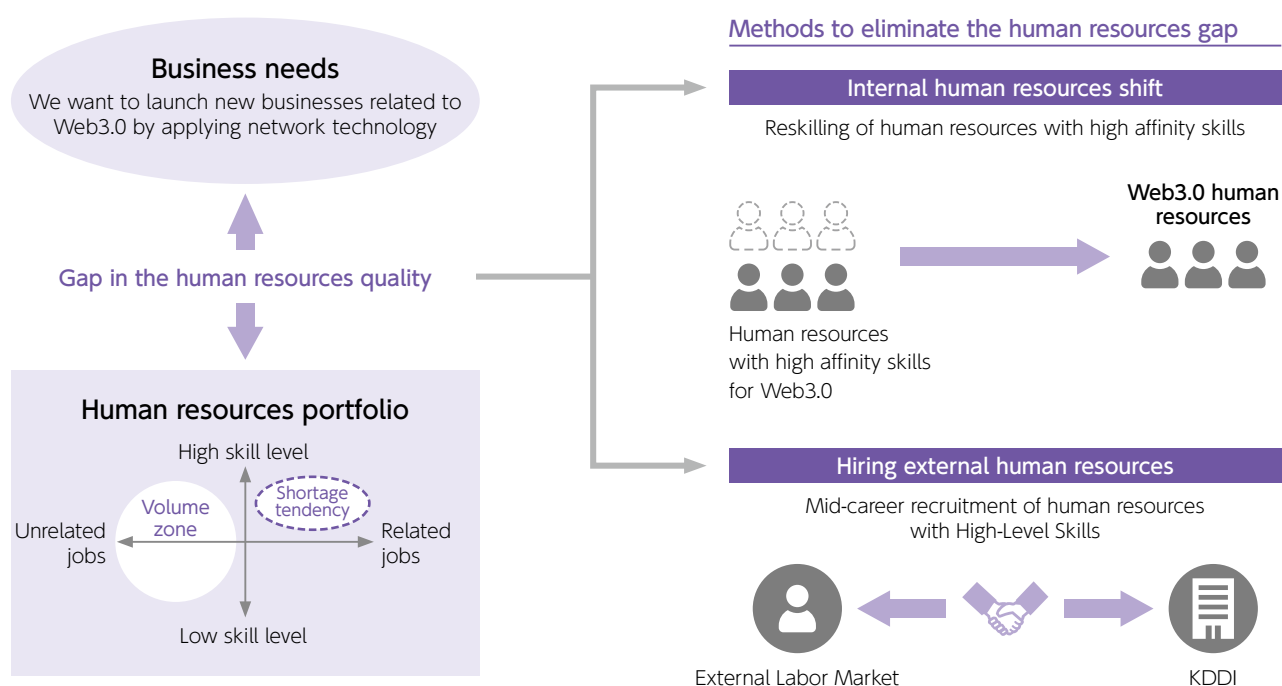 Business needs
We want to launch new businesses related to
Web3.0 by applying network technology
Gap in the human resources quality
Human resources portfolio
High skill level
Volume
zone
Shortage
tendency
Unrelated
jobs
Related
jobs
Low skill level
Methods to eliminate the human resources gap
Internal human resources shift
Reskilling of human resources with high affinity skills
Web3.0 human
resources
Human resources
with high affinity skills
for Web3.0
Hiring external human resources
Mid-career recruitment of human resources
with High-Level Skills
External Labor Market
KDDI